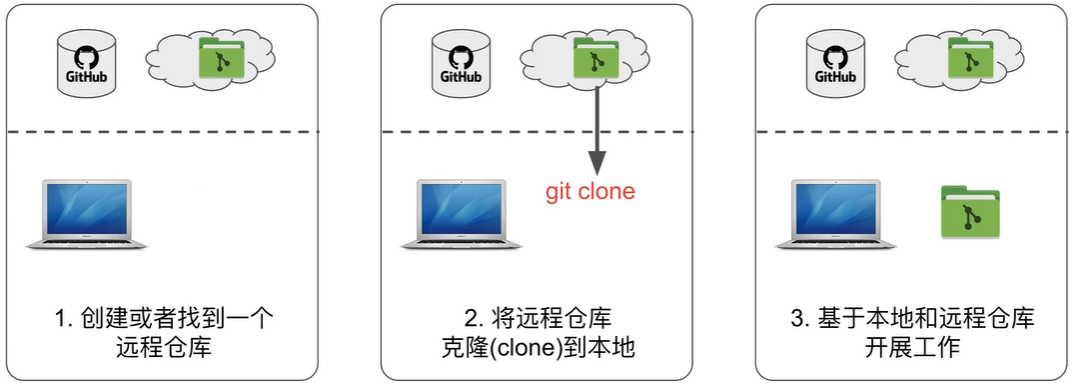 GitHub
GitHub
GitHub
git clone
1. 创建或者找到一个
远程仓库
2. 将远程仓库
克隆(clone)到本地
3. 基于本地和远程仓库
开展工作